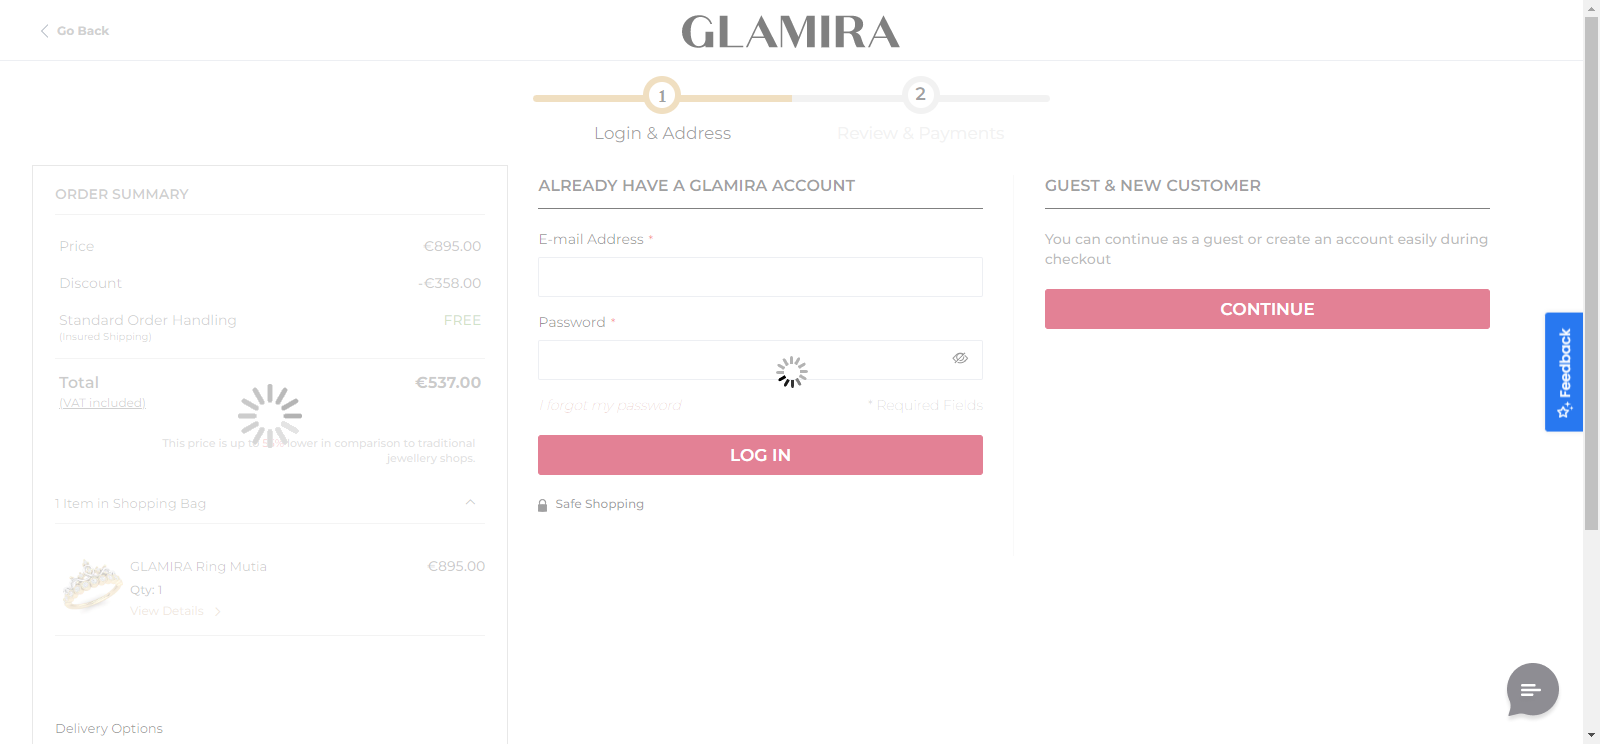 Go Back
GLAMIRA
1
2
Login & Address
Review & Payments
ORDER SUMMARY
Price €895.00
Discount -€358.00
Standard Order Handling FREE
(Insured Shipping)
Total €537.00
(VAT included)
This price is up to lower in comparison to traditional
jewellery shops.
1 Item in Shopping Bag
GLAMIRA Ring Mutia €895.00
Qty: 1
View Details
Delivery Options
ALREADY HAVE A GLAMIRA ACCOUNT
E-mail Address *
Password *
I forgot my password * Required Fields
LOG IN
Safe Shopping
GUEST & NEW CUSTOMER
You can continue as a guest or create an account easily during
checkout
CONTINUE
Feedback